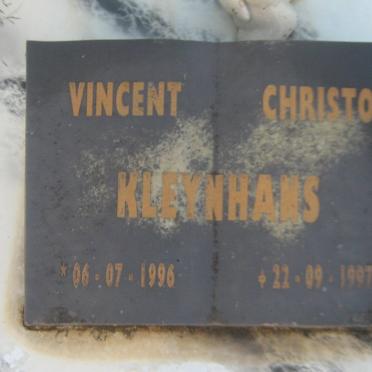 VINCENT CHRISTO
KLEYNHANS
* 06 - 07 - 1996 + 22 - 09 - 1997